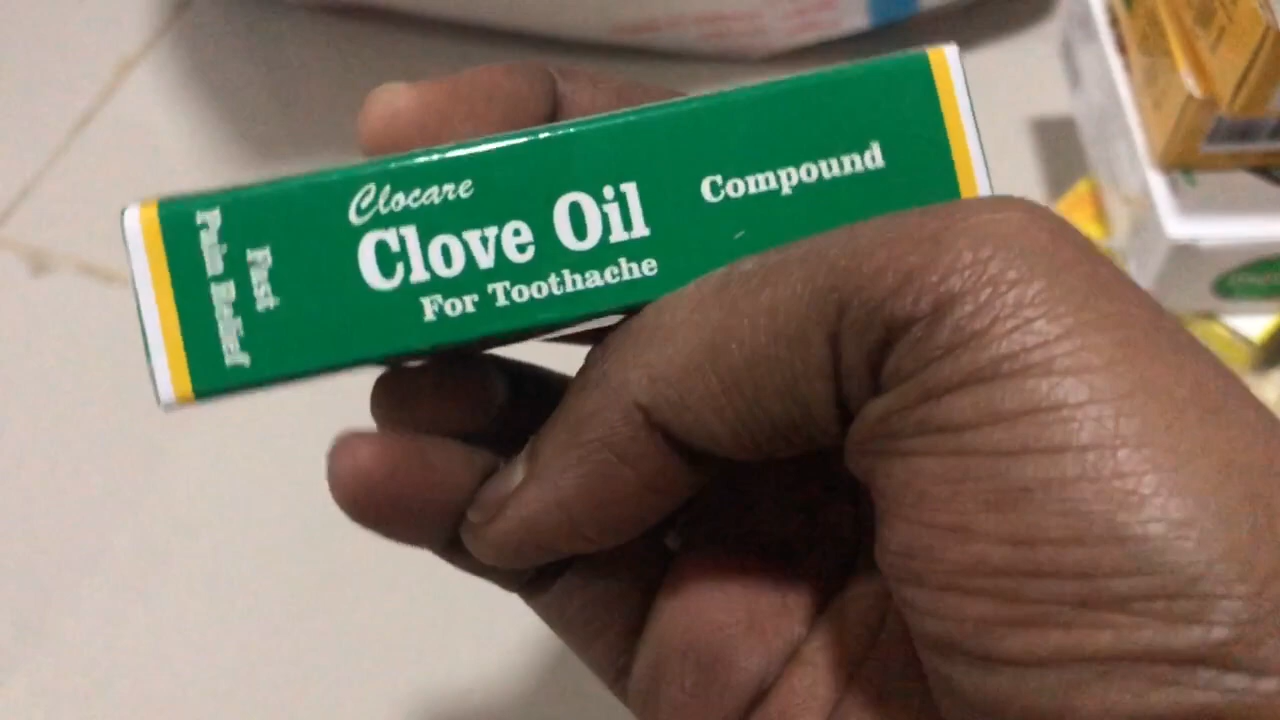 Clocare
Clove Oil
For Toothache
Compound
Fast
Pain Relief